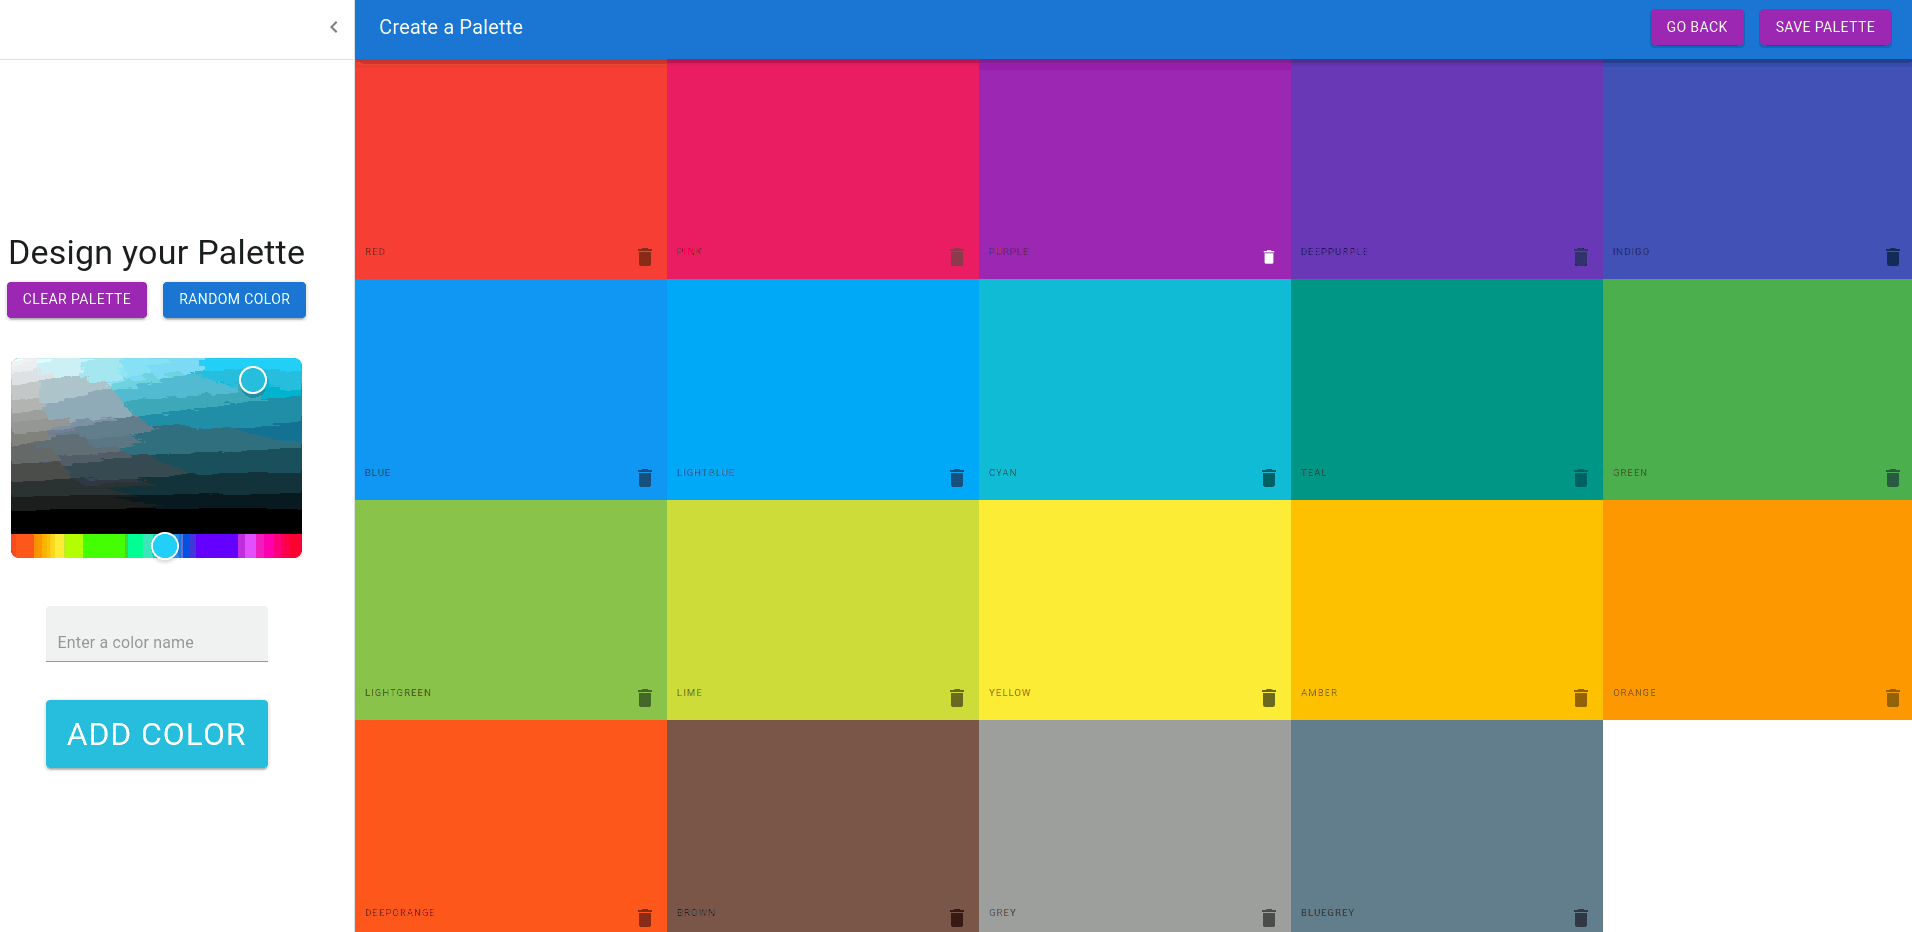 Create a Palette
GO BACK
SAVE PALETTE
Design your Palette
CLEAR PALETTE
RANDOM COLOR
Enter a color name
ADD COLOR
RED
PINK
PURPLE
DEEPPURPLE
INDIGO
BLUE
LIGHTBLUE
CYAN
TEAL
GREEN
LIGHTGREEN
LIME
YELLOW
AMBER
ORANGE
DEEPORANGE
BROWN
GREY
BLUEGREY